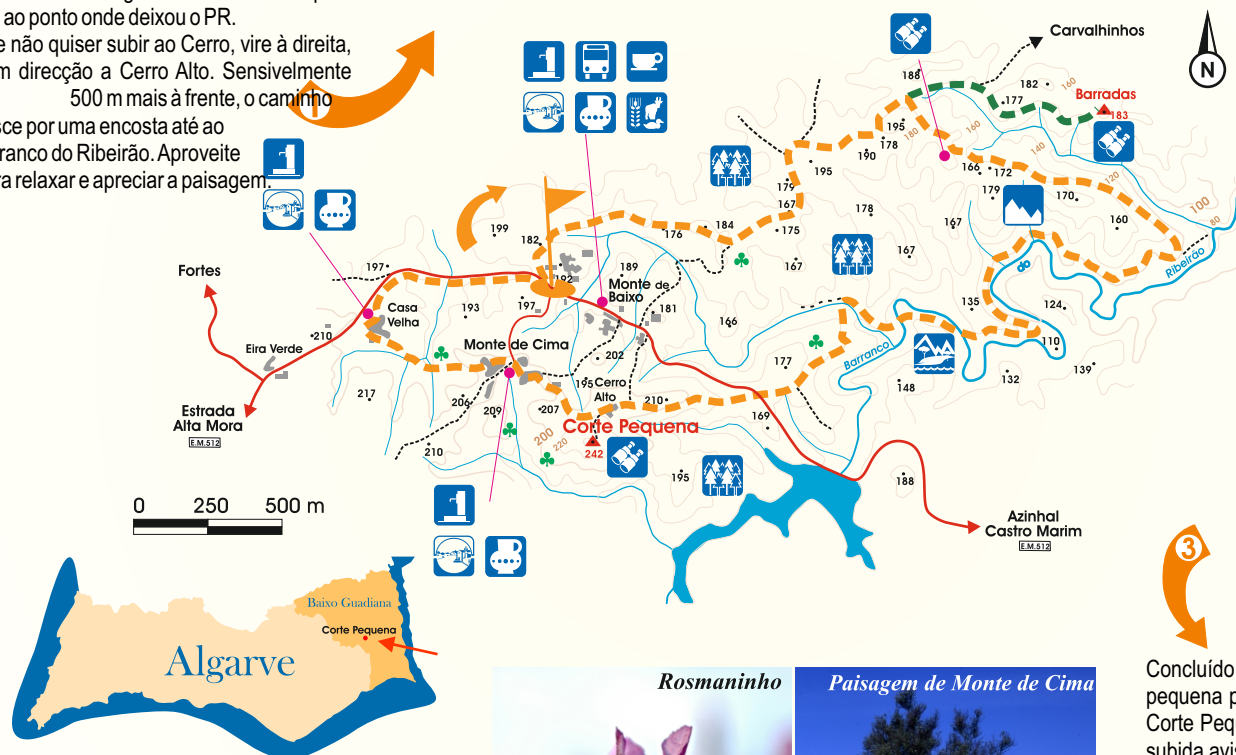 ao ponto onde deixou o PR.
e não quiser subir ao Cerro, vire à direita,
m direcção a Cerro Alto. Sensivelmente
500 m mais à frente, o caminho
sce por uma encosta até ao
ranco do Ribeirão. Aproveite
ra relaxar e apreciar a paisagem.
1
N
Carvalhinhos
188
182
160
177
Barradas
183
195
180
178
160
190
140
195
166
172
120
179
179
170
100
167
178
160
80
199
184
175
167
182
176
Ribeirão
167
167
do
Fortes
197
192
189
Monte de
Baixo
Casa
Velha
193
197
181
135
124
166
210
Eira Verde
Monte de Cima
202
Barranco
110
177
195
Cerro
Alto
148
132
139
217
206
209
207
210
169
Estrada
Alta Mora
E.M.512
200
220
Corte Pequena
242
210
195
188
0 250 500 m
Azinhal
Castro Marim
E.M.512
3
Baixo Guadiana
Corte Pequena
Algarve
Rosmaninho
Paisagem de Monte de Cima
Concluído
pequena p
Corte Peq
subida avis